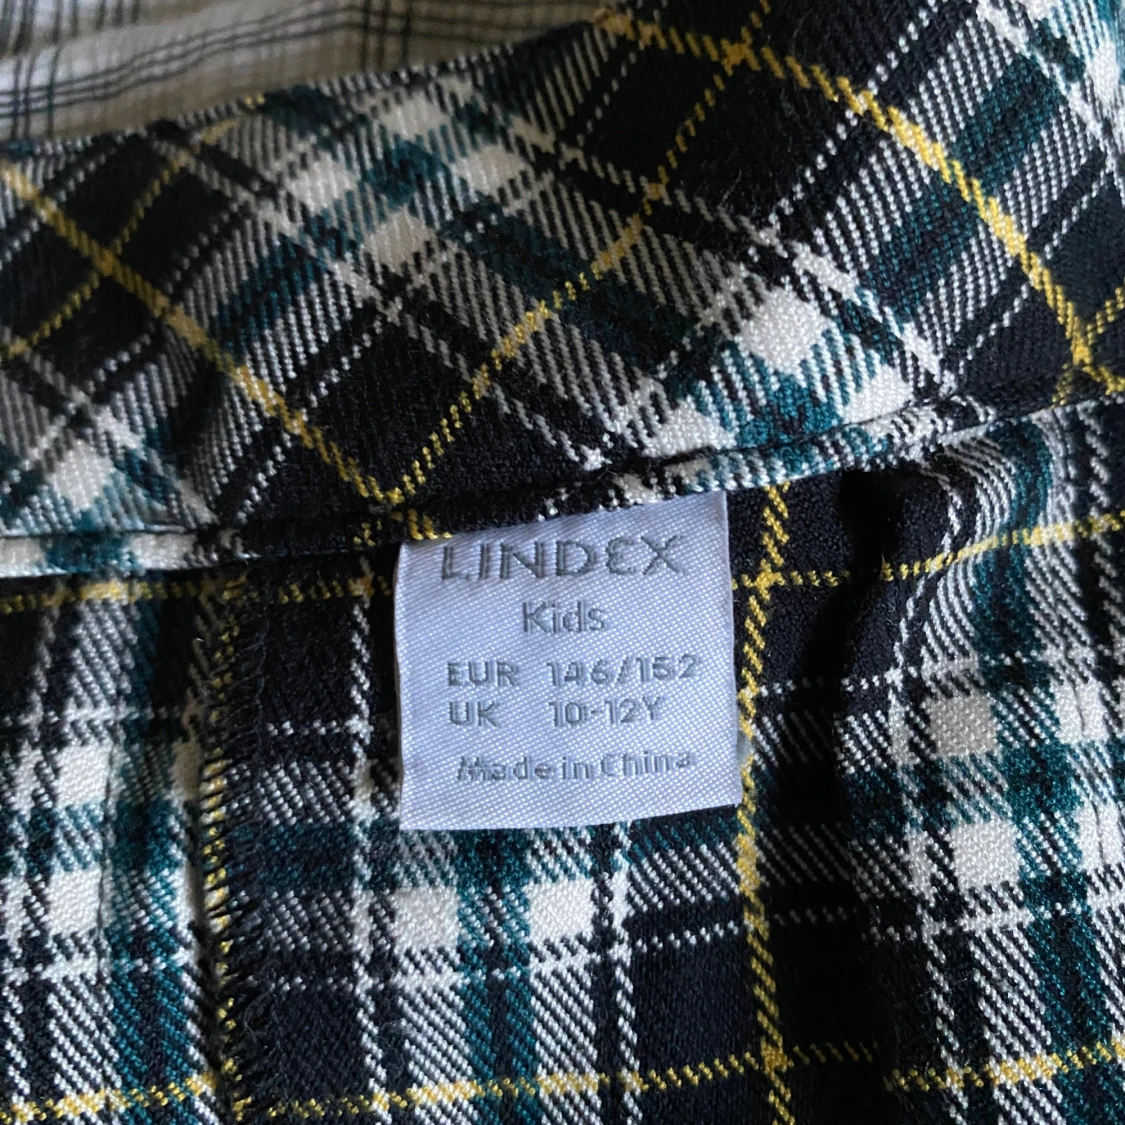 LINDEX
Kids
EUR 146/152
UK 10-12Y
Made in China